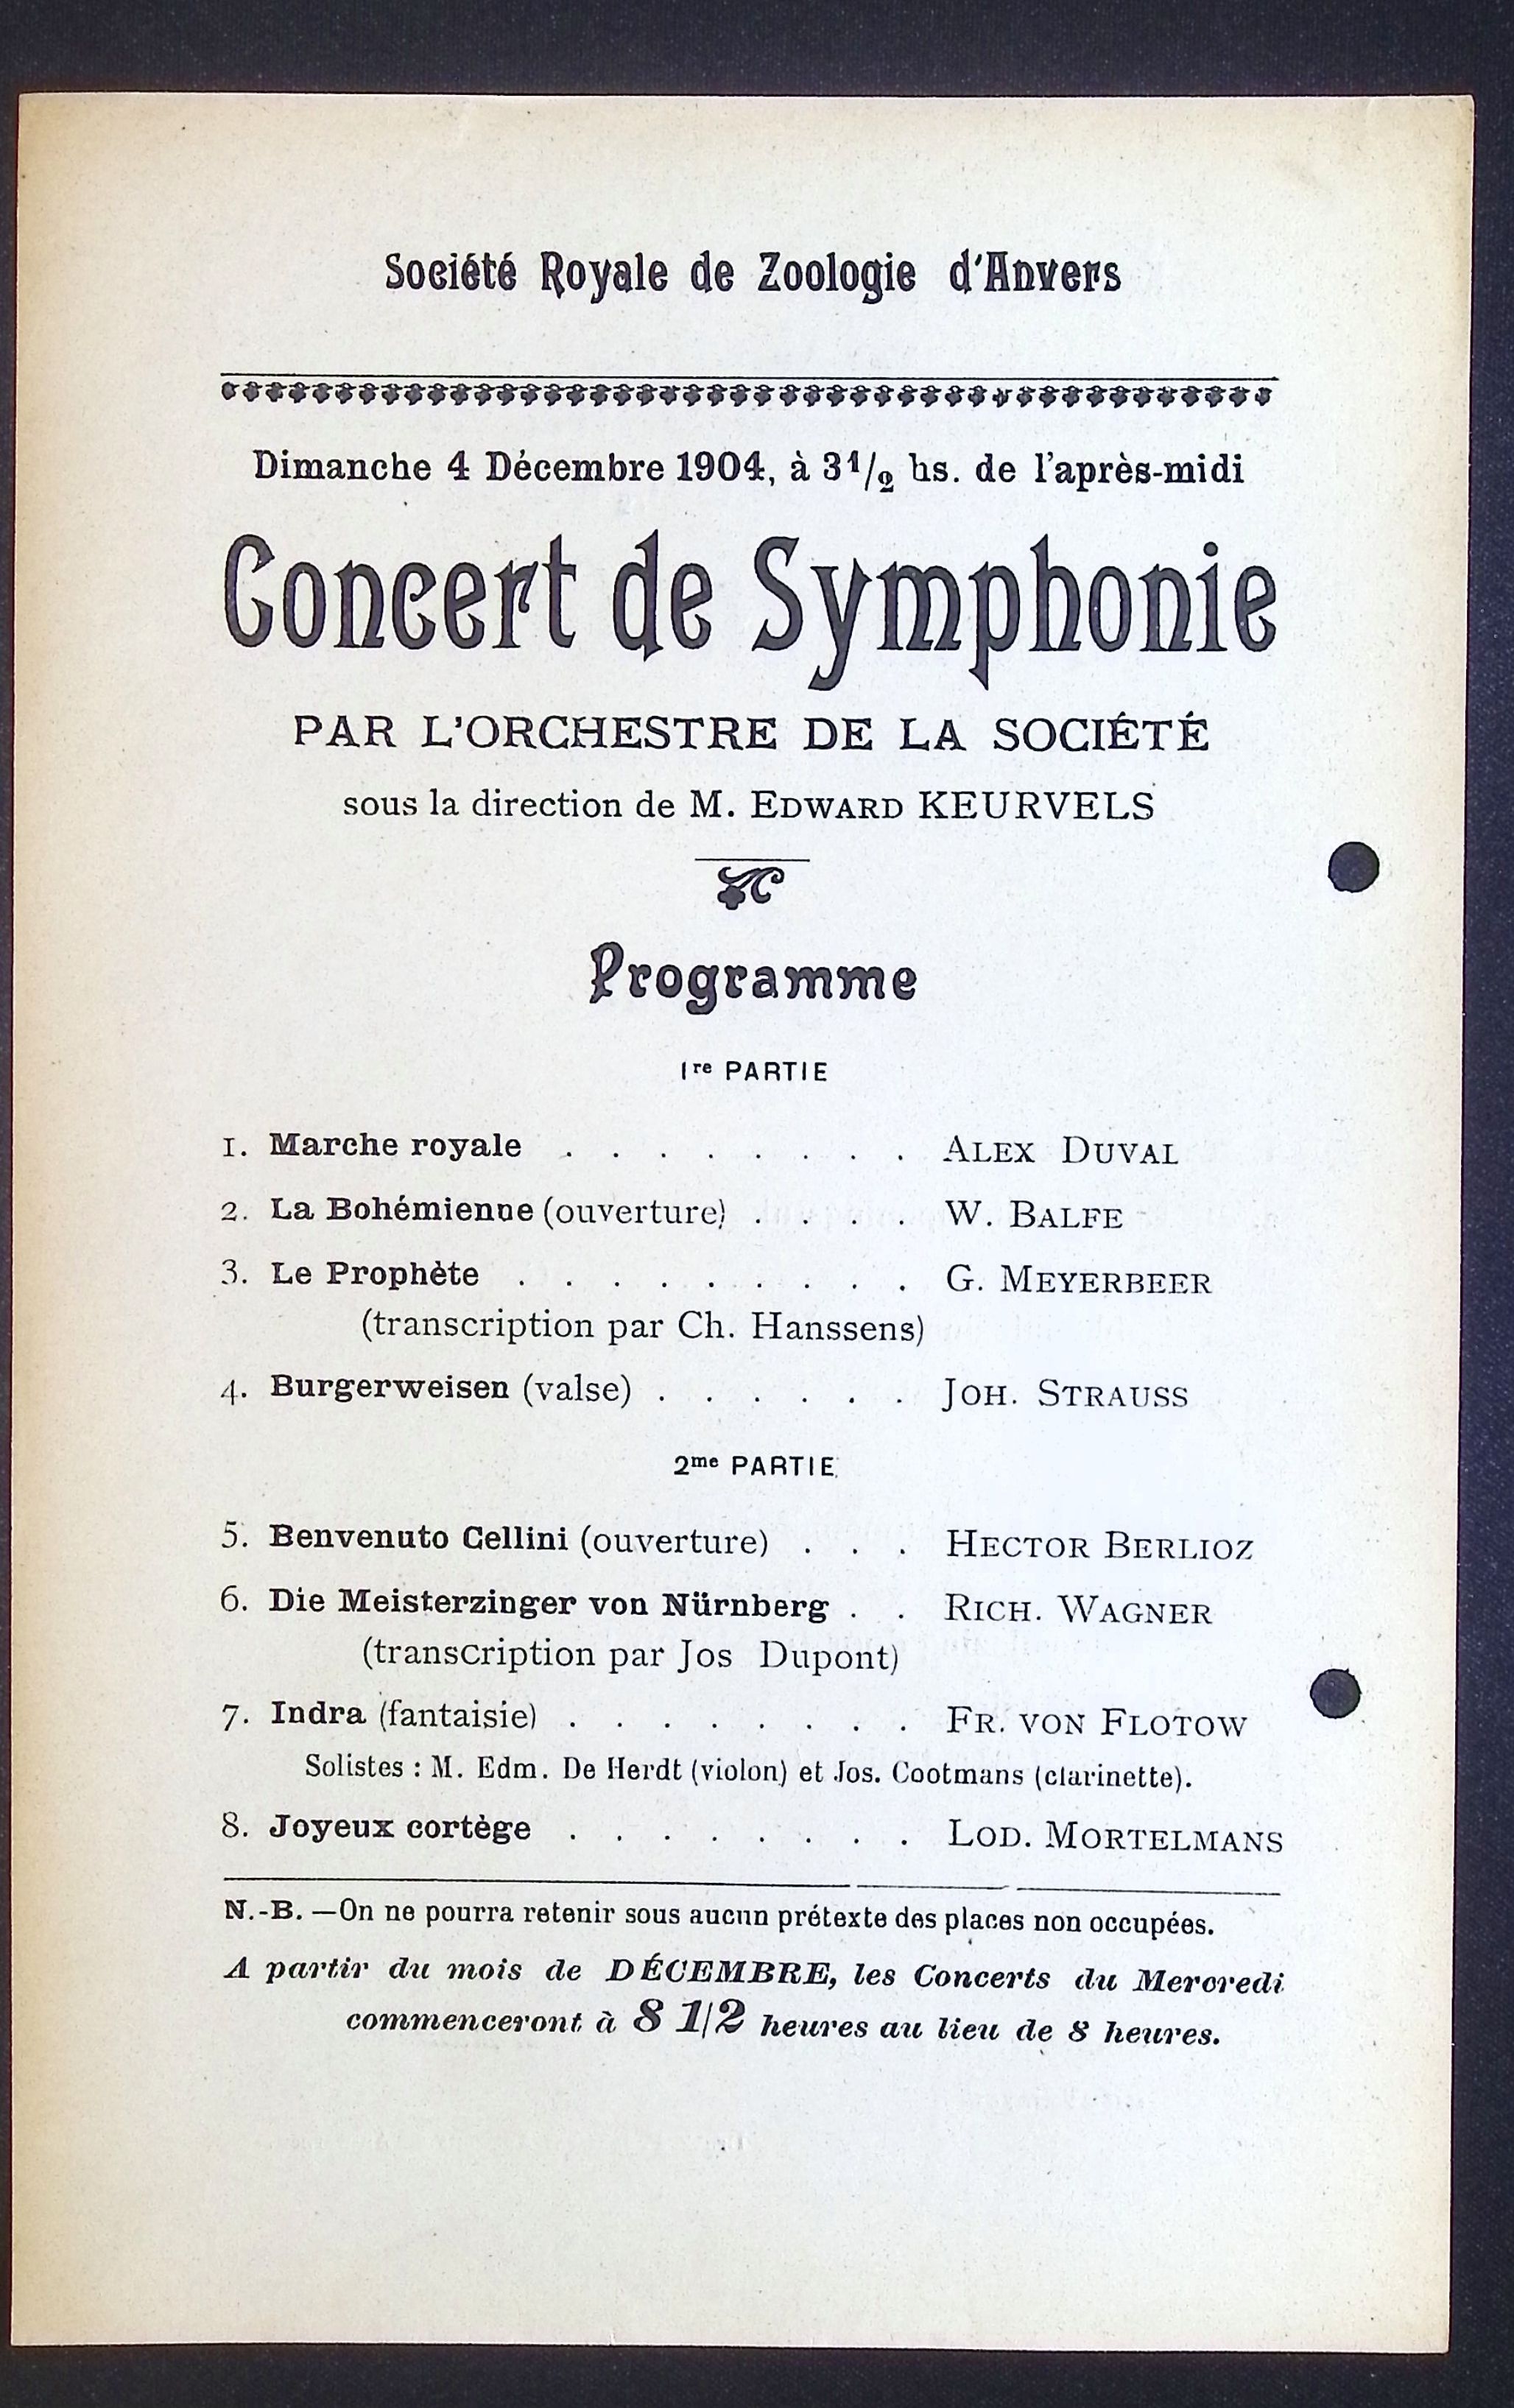 Société Royale de Zoologie d'Anvers
Dimanche 4 Décembre 1904, à 3 1/2 hs. de l'après-midi
Concert de Symphonie
PAR L'ORCHESTRE DE LA SOCIÉTÉ
sous la direction de M. EDWARD KEURVELS
Programme
1re PARTIE
1. Marche royale . . . . . . . . ALEX DUVAL
2. La Bohémienne (ouverture) . . . . W. BALFE
3. Le Prophète . . . . . . . . . G. MEYERBEER
(transcription par Ch. Hanssens)
4. Burgerweisen (valse) . . . . . . JOH. STRAUSS
2me PARTIE
5. Benvenuto Cellini (ouverture) . . . HECTOR BERLIOZ
6. Die Meisterzinger von Nürnberg . . RICH. WAGNER
(transcription par Jos Dupont)
7. Indra (fantaisie) . . . . . . . . FR. VON FLOTOW
Solistes : M. Edm. De Herdt (violon) et Jos. Cootmans (clarinette).
8. Joyeux cortège . . . . . . . . LOD. MORTELMANS
N.-B. — On ne pourra retenir sous aucun prétexte des places non occupées.
A partir du mois de DÉCEMBRE, les Concerts du Mercredi
commenceront à 8 1/2 heures au lieu de 8 heures.